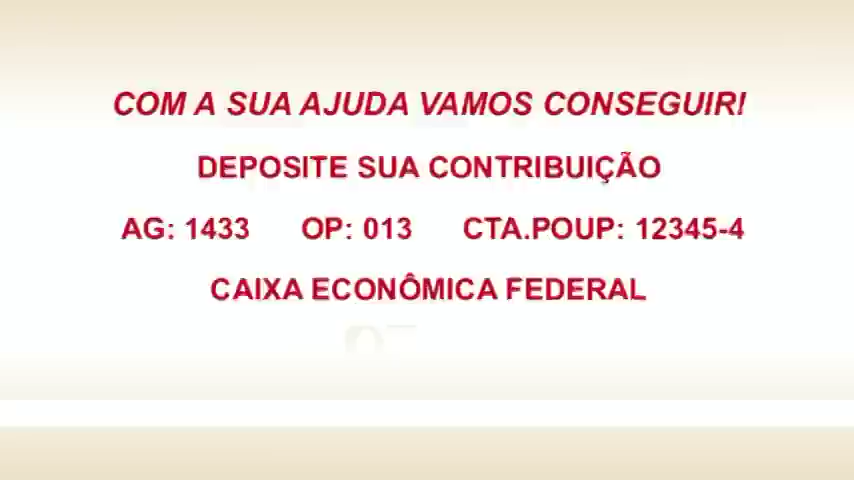 COM A SUA AJUDA VAMOS CONSEGUIR!
DEPOSITE SUA CONTRIBUIÇÃO
AG: 1433 OP: 013 CTA.POUP: 12345-4
CAIXA ECONÔMICA FEDERAL